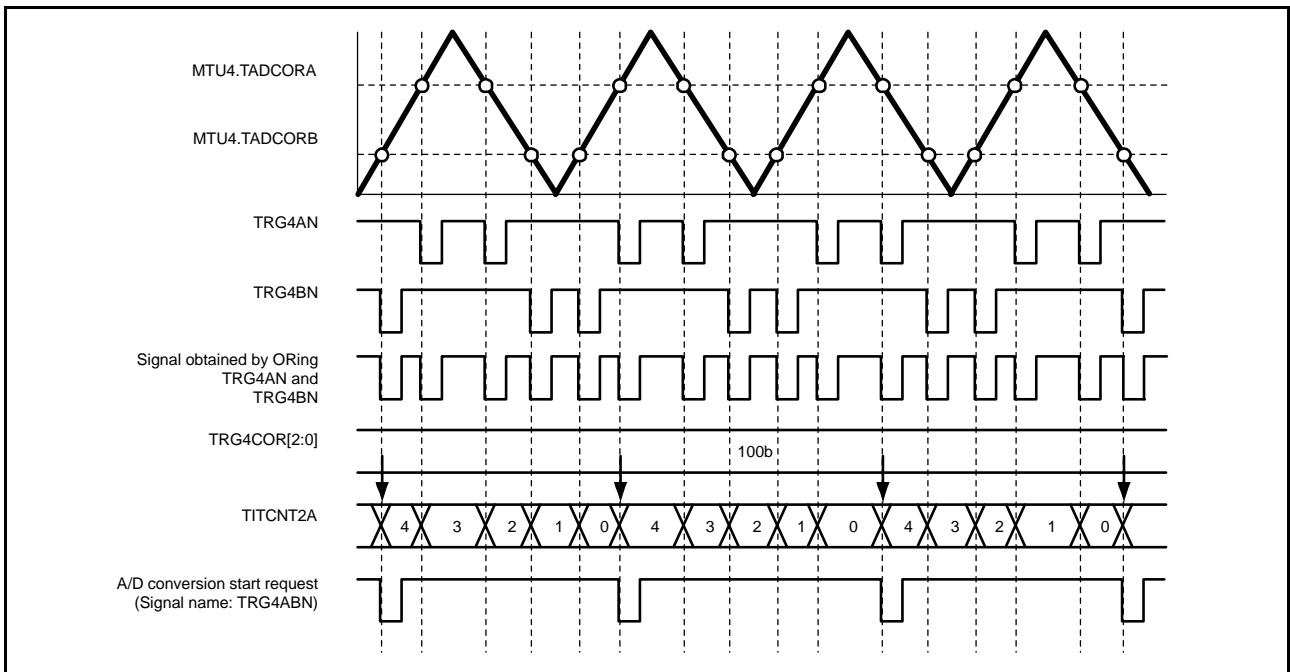 MTU4.TADCORA
MTU4.TADCORB
TRG4AN
TRG4BN
Signal obtained by ORing
TRG4AN and
TRG4BN
TRG4COR[2:0]
100b
TITCNT2A
4 3 2 1 0 4 3 2 1 0 4 3 2 1 0
A/D conversion start request
(Signal name: TRG4ABN)